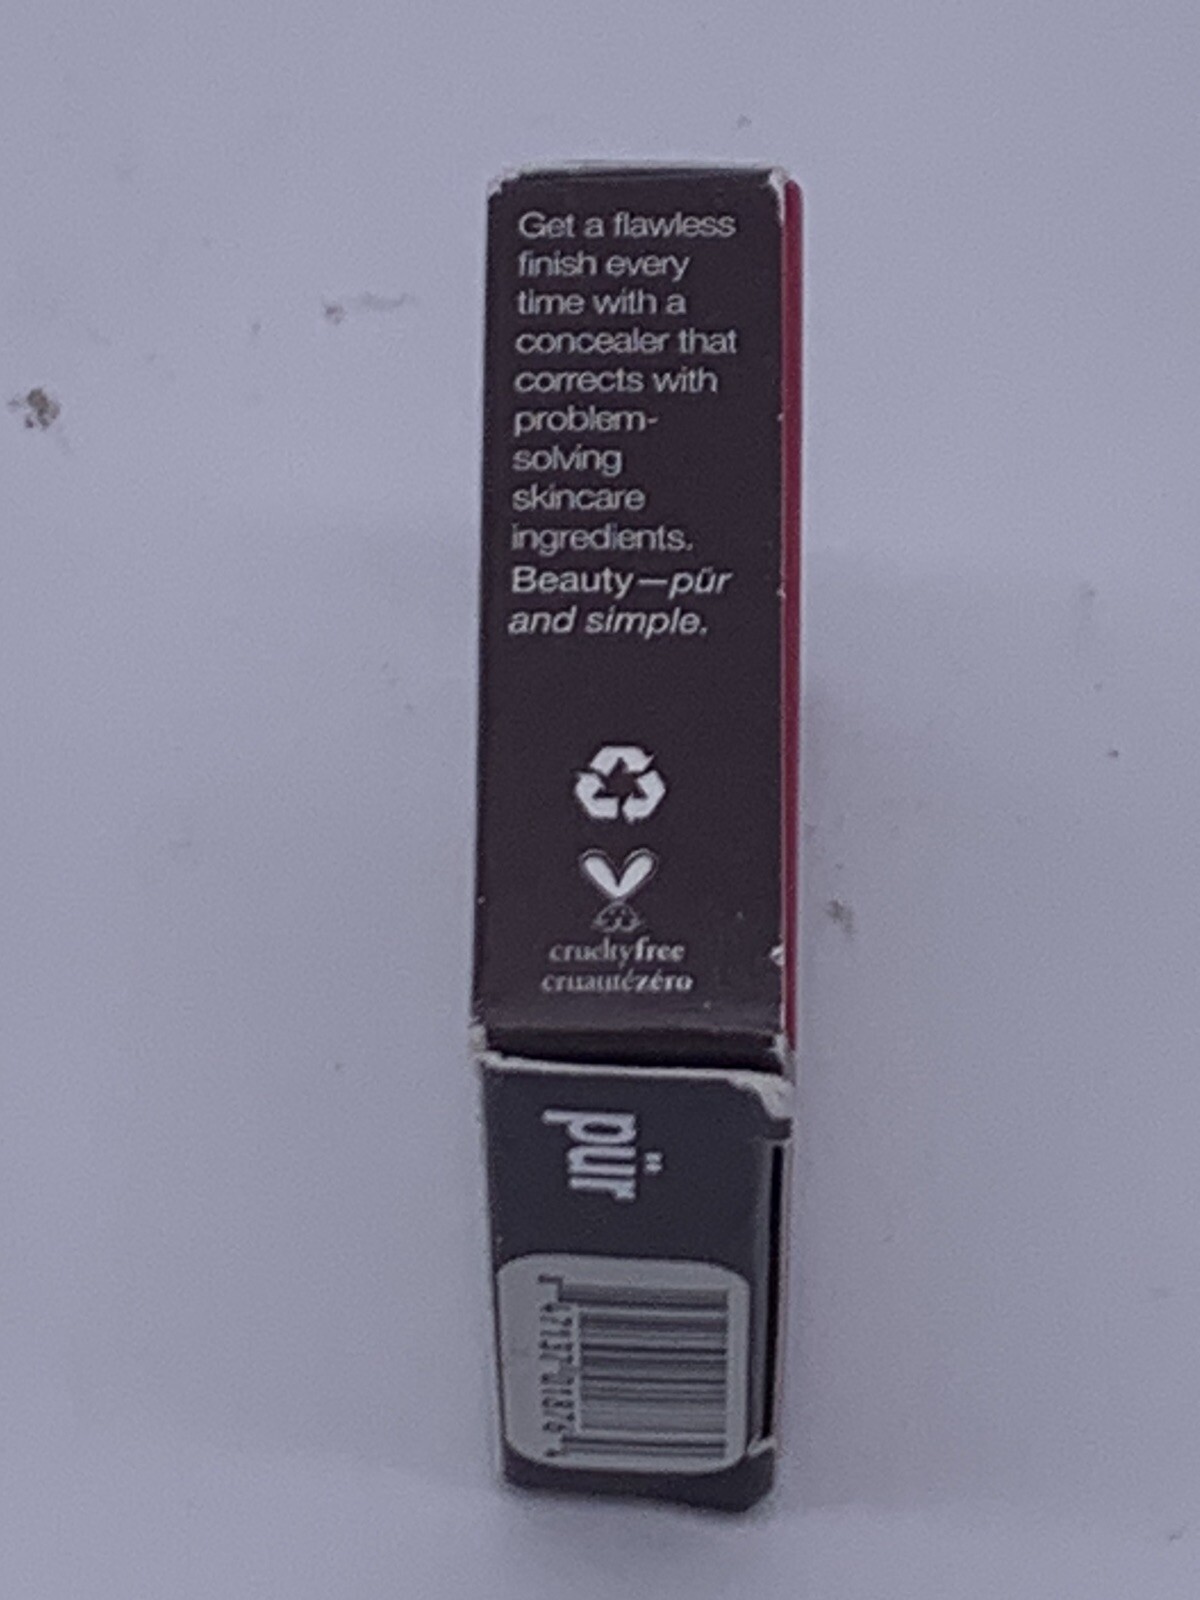 Get a flawless
finish every
time with a
concealer that
corrects with
problem-
solving
skincare
ingredients.
Beauty—pür
and simple.
crueltyfree
cruautézéro
pür